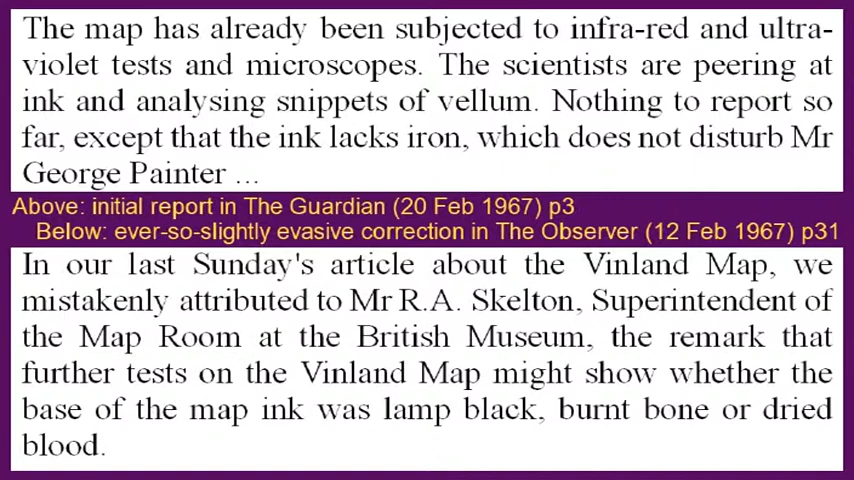 The map has already been subjected to infra-red and ultra-
violet tests and microscopes. The scientists are peering at
ink and analysing snippets of vellum. Nothing to report so
far, except that the ink lacks iron, which does not disturb Mr
George Painter ...
Above: initial report in The Guardian (20 Feb 1967) p3
Below: ever-so-slightly evasive correction in The Observer (12 Feb 1967) p31
In our last Sunday's article about the Vinland Map, we
mistakenly attributed to Mr R.A. Skelton, Superintendent of
the Map Room at the British Museum, the remark that
further tests on the Vinland Map might show whether the
base of the map ink was lamp black, burnt bone or dried
blood.